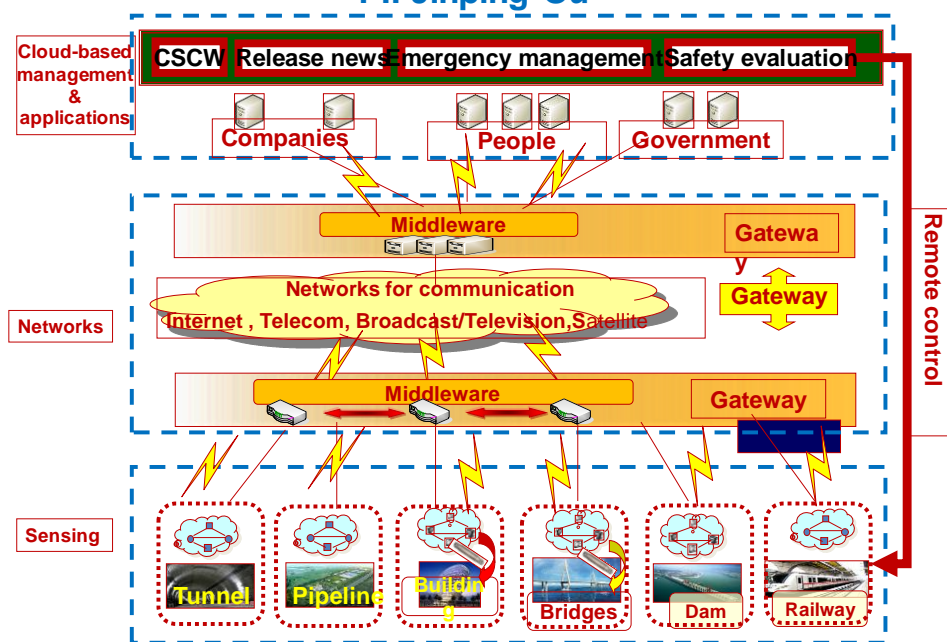 Cloud-based
management
&
applications
CSCW
Release news
Emergency management
Safety evaluation
Companies
People
Government
Middleware
Gatewa
y
Networks for communication
Internet , Telecom, Broadcast/Television,Satellite
Gateway
Networks
Remote control
Middleware
Gateway
Sensing
Tunnel
Pipeline
Buildin
g
Bridges
Dam
Railway